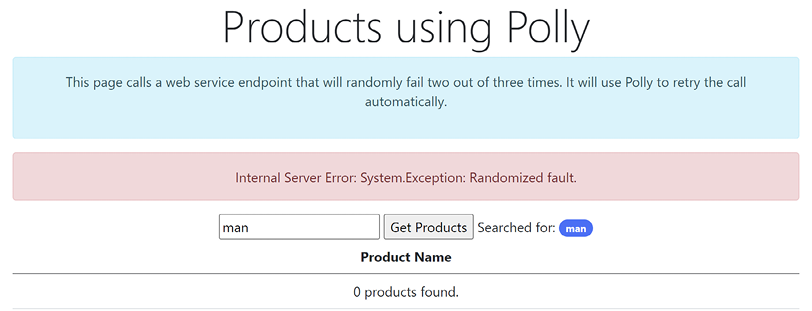 Products using Polly
This page calls a web service endpoint that will randomly fail two out of three times. It will use Polly to retry the call
automatically.
Internal Server Error: System.Exception: Randomized fault.
man Get Products Searched for: man
Product Name
0 products found.